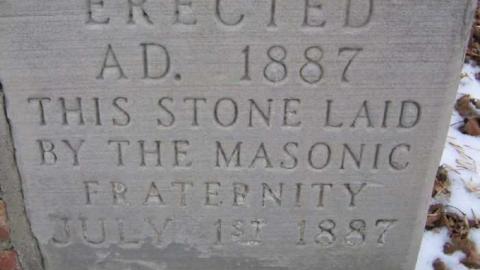 ERECTED
AD. 1887
THIS STONE LAID
BY THE MASONIC
FRATERNITY
JULY 1ST 1887